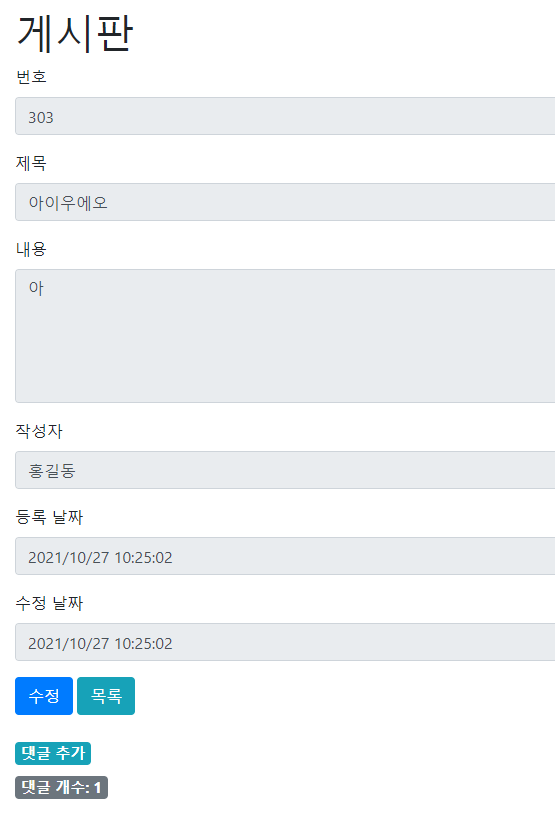 게시판
번호
303
제목
아이우에오
내용
아
작성자
홍길동
등록 날짜
2021/10/27 10:25:02
수정 날짜
2021/10/27 10:25:02
수정 목록
댓글 추가
댓글 개수: 1